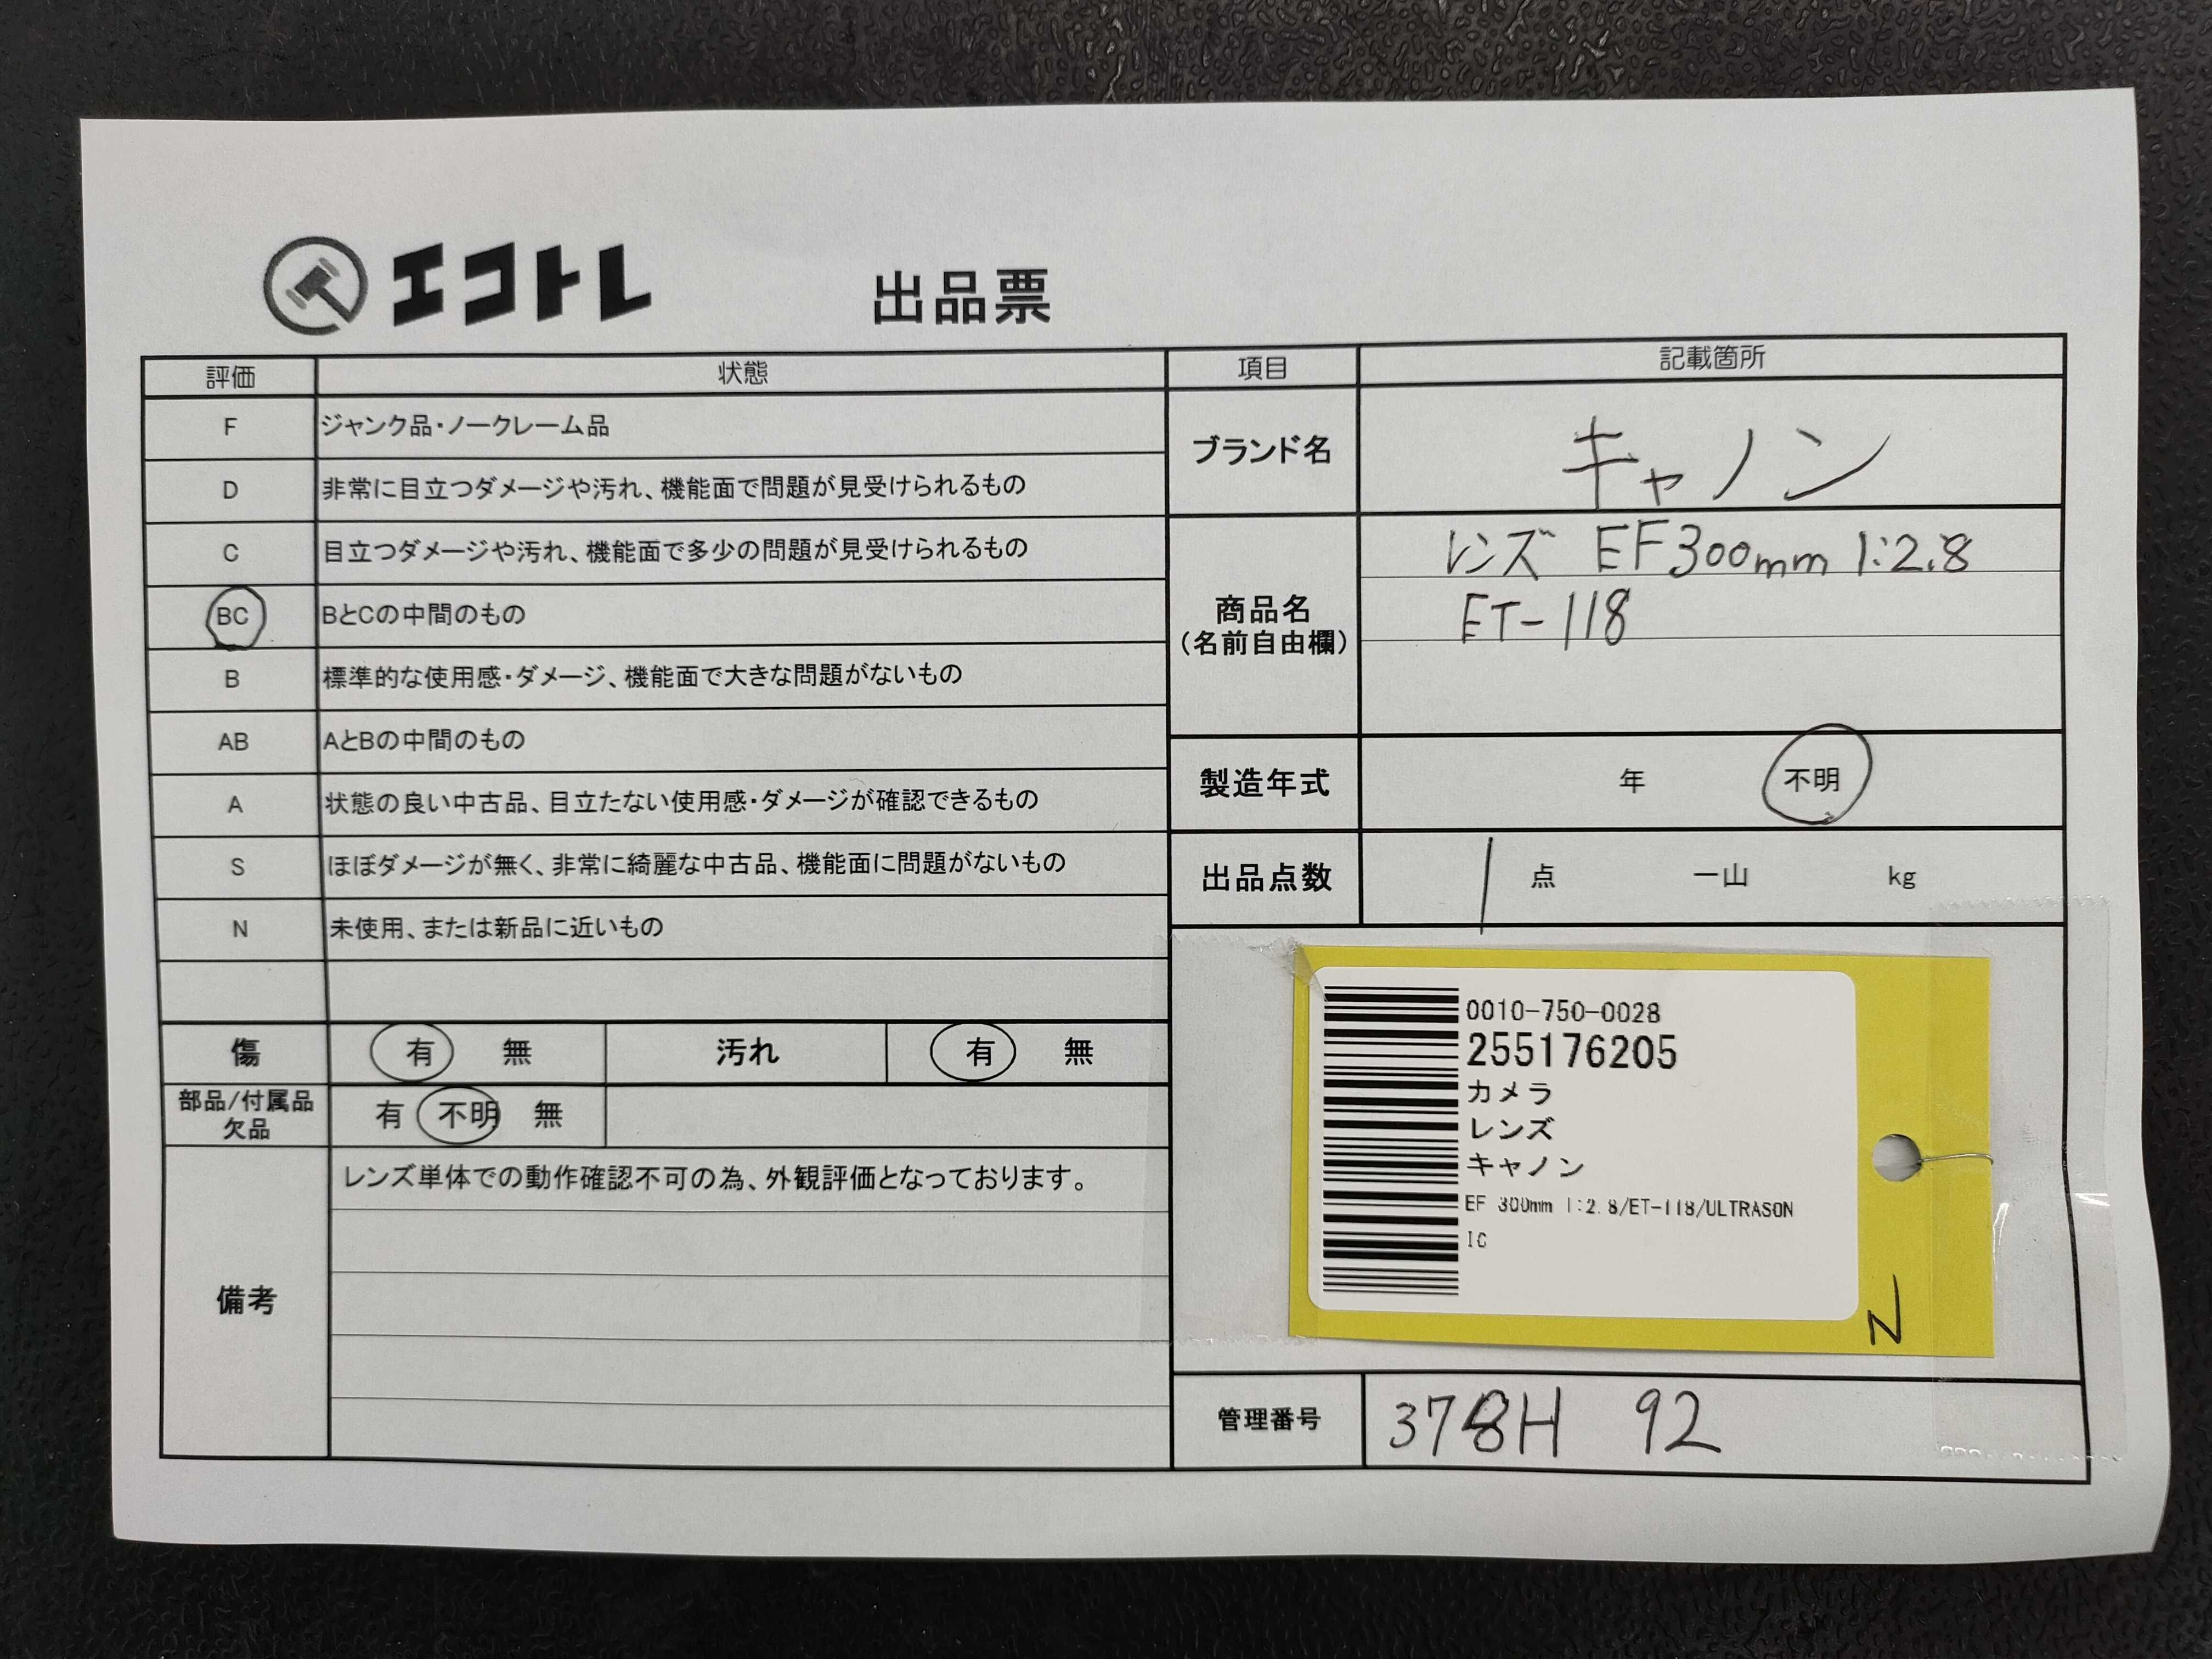 エコトレ 出品票
評価 状態
F ジャンク品・ノークレーム品
D 非常に目立つダメージや汚れ、機能面で問題が見受けられるもの
C 目立つダメージや汚れ、機能面で多少の問題が見受けられるもの
BC BとCの中間のもの
B 標準的な使用感・ダメージ、機能面で大きな問題がないもの
AB AとBの中間のもの
A 状態の良い中古品、目立たない使用感・ダメージが確認できるもの
S ほぼダメージが無く、非常に綺麗な中古品、機能面に問題がないもの
N 未使用、または新品に近いもの
傷 有 無 汚れ 有 無
部品/付属品
欠品
有 不明 無
備考
レンズ単体での動作確認不可の為、外観評価となっております。
項目 記載箇所
ブランド名 キャノン
商品名
(名前自由欄)
レンズ EF300mm 1:2.8
ET-118
製造年式 年 不明
出品点数 1 点 一山 kg
0010-750-0028
255176205
カメラ
レンズ
キャノン
EF 300mm 1:2.8/ET-118/ULTRASON
IC
N
管理番号 378H 92